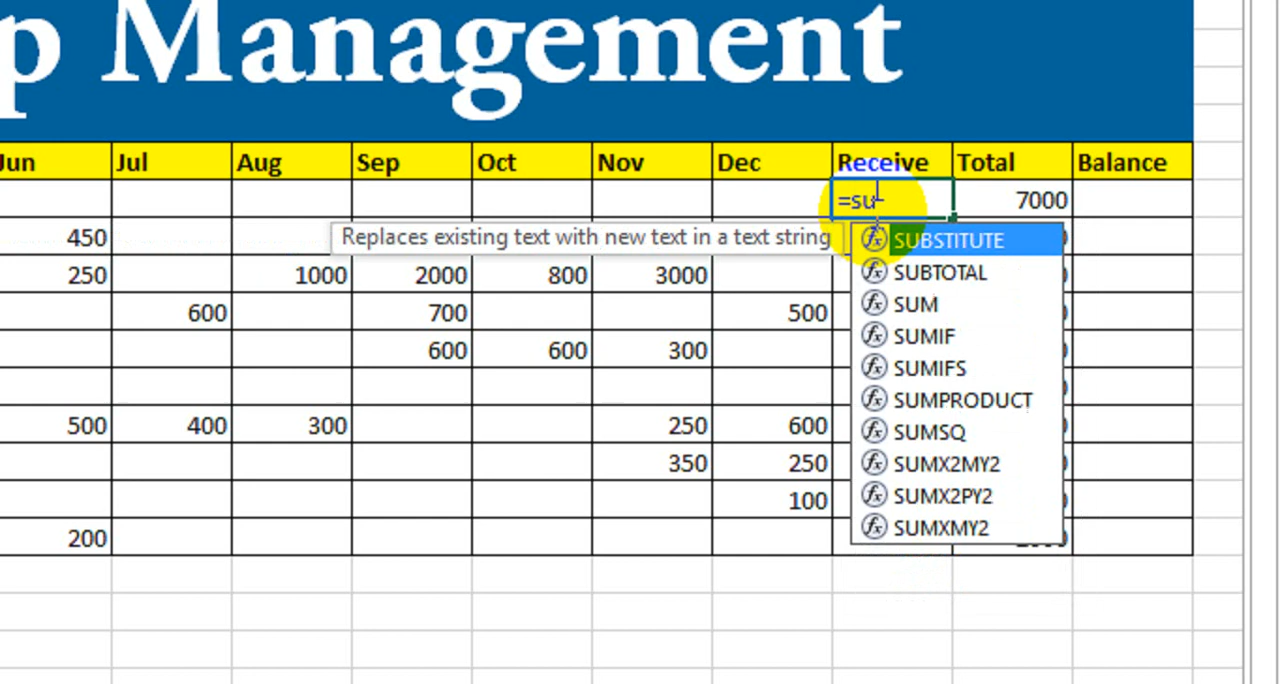 p Management
Jun Jul Aug Sep Oct Nov Dec Receive Total Balance
=su 7000
450
Replaces existing text with new text in a text string
SUBSTITUTE
250 1000 2000 800 3000
SUBTOTAL
600 700 500
SUM
600 600 300
SUMIF
SUMIFS
500 400 300 250 600
SUMPRODUCT
350 250
SUMSQ
SUMX2MY2
100
SUMX2PY2
200
SUMXMY2